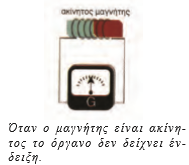 ακίνητος μαγνήτης
G
Όταν ο μαγνήτης είναι ακίνη-
τος το όργανο δεν δείχνει έν-
δειξη.